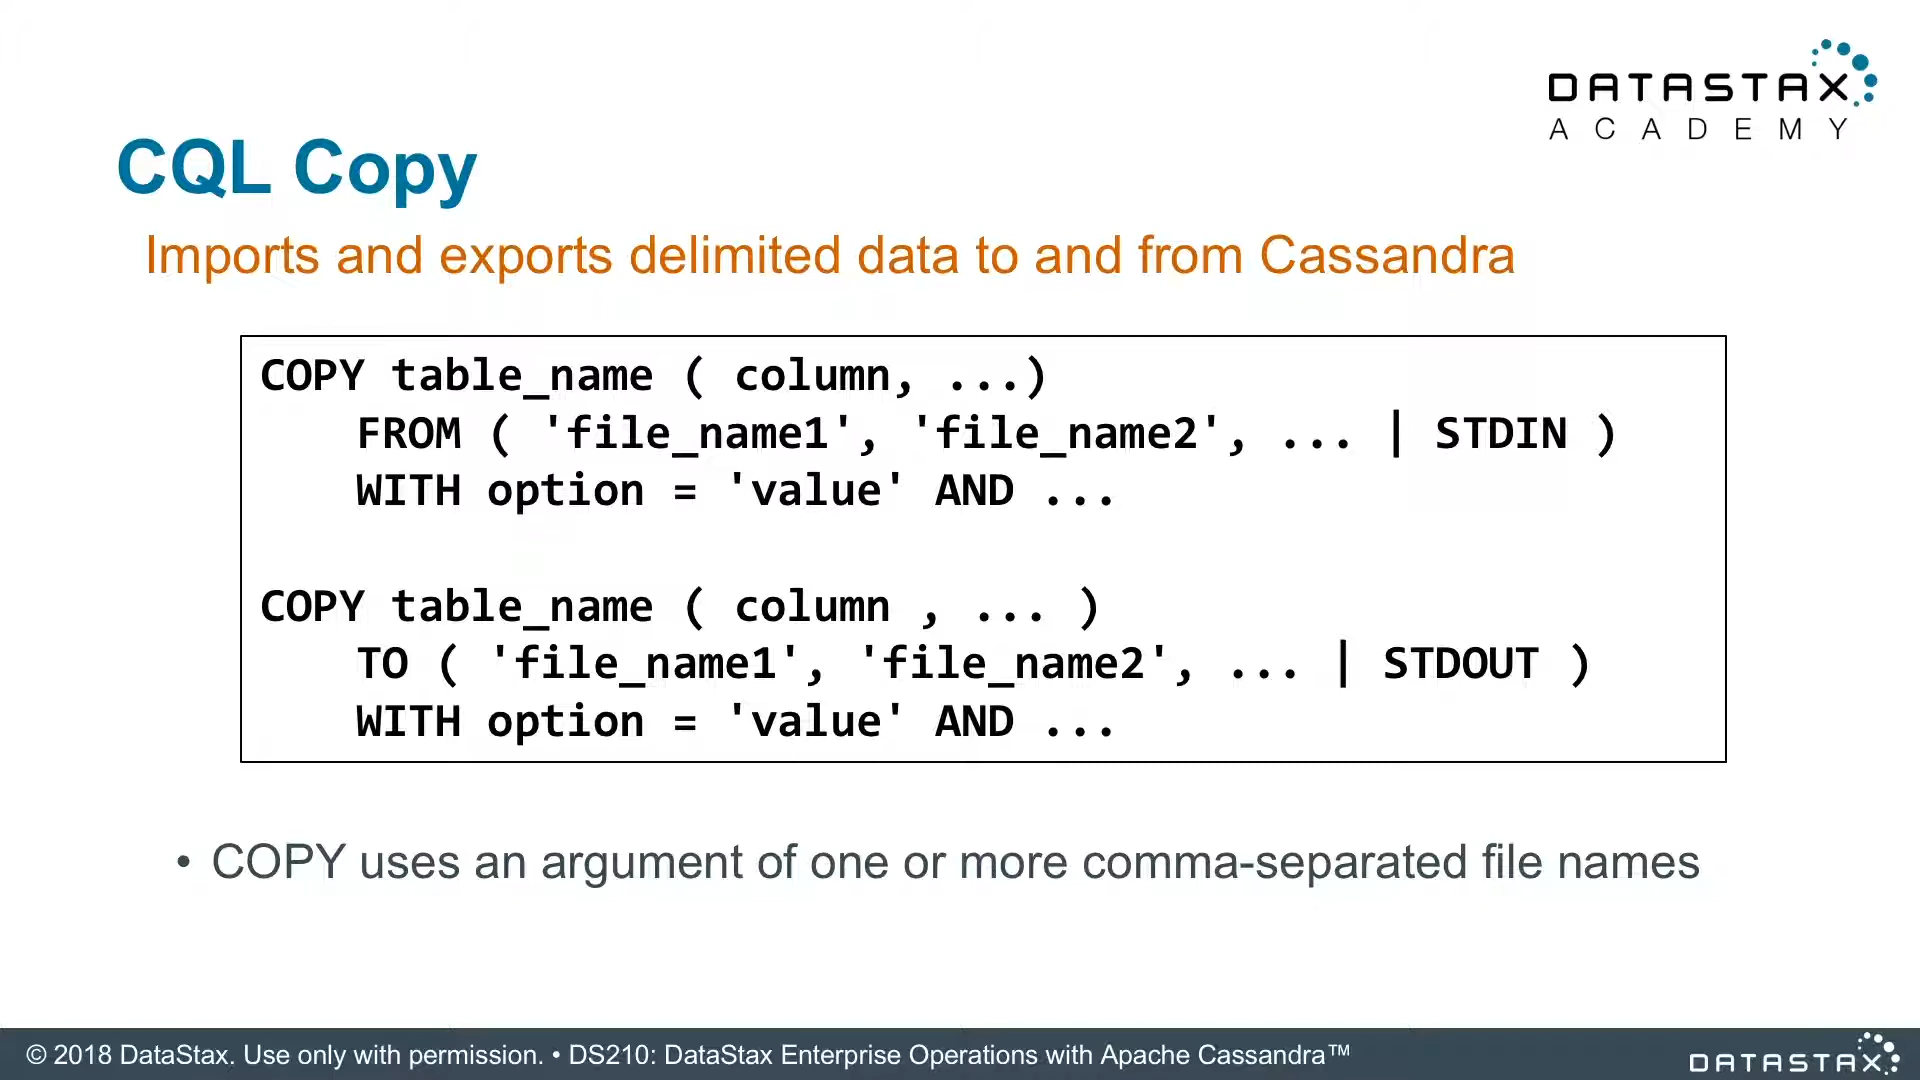 DATASTAX
ACADEMY
CQL Copy
Imports and exports delimited data to and from Cassandra
COPY table_name ( column, ...)
FROM ( 'file_name1', 'file_name2', ... | STDIN )
WITH option = 'value' AND ...
COPY table_name ( column , ... )
TO ( 'file_name1', 'file_name2', ... | STDOUT )
WITH option = 'value' AND ...
• COPY uses an argument of one or more comma-separated file names
© 2018 DataStax. Use only with permission. • DS210: DataStax Enterprise Operations with Apache Cassandra™
DATASTAX